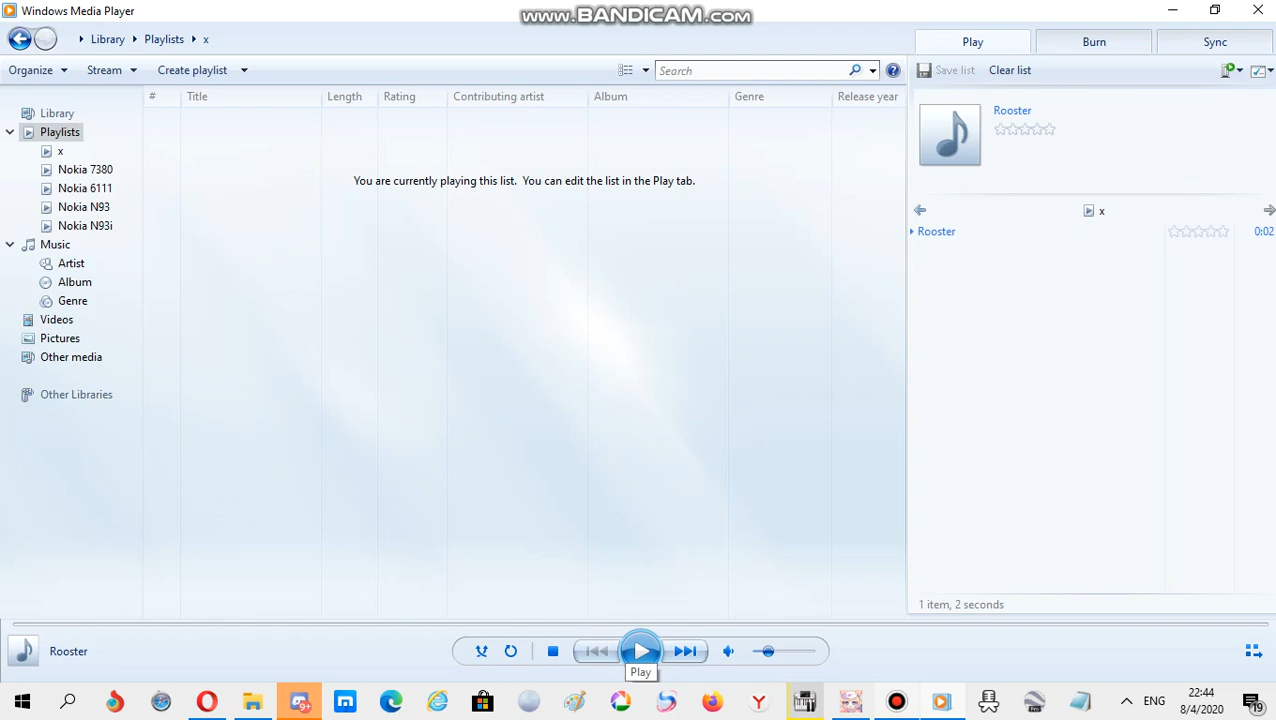 Windows Media Player
www.BANDICAM.com
Library Playlists x
Play Burn Sync
Organize Stream Create playlist Search Save list Clear list
# Title Length Rating Contributing artist Album Genre Release year
Library
Playlists
x
Nokia 7380
Nokia 6111
Nokia N93
Nokia N93i
Music
Artist
Album
Genre
Videos
Pictures
Other media
Other Libraries
You are currently playing this list. You can edit the list in the Play tab.
Rooster
x
Rooster 0:02
1 item, 2 seconds
Rooster
Play
9+
Y
Pro
ENG
22:44
8/4/2020
19